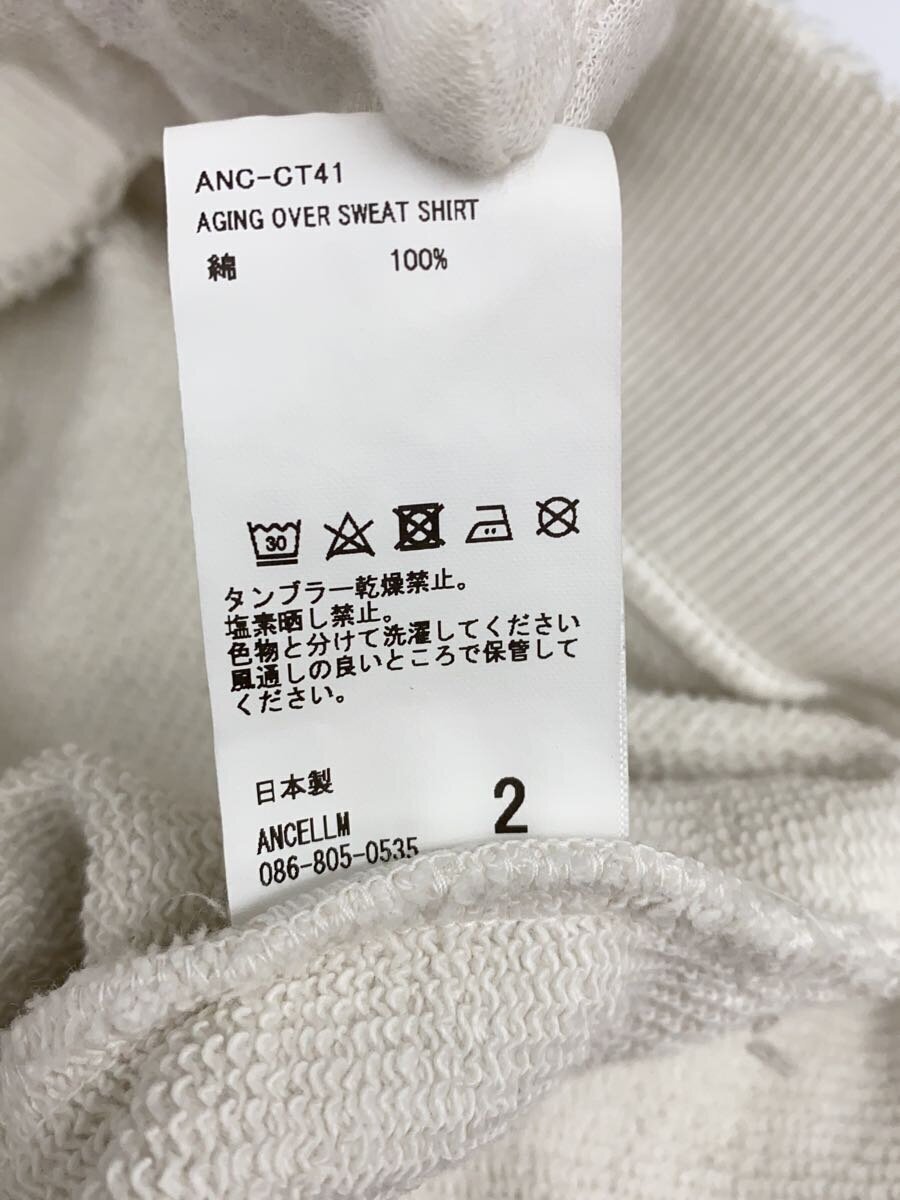 ANC-CT41
AGING OVER SWEAT SHIRT
綿 100%
30
タンブラー乾燥禁止。
塩素晒し禁止。
色物と分けて洗濯してください
風通しの良いところで保管して
ください。
日本製
ANCELLM 2
086-805-0535